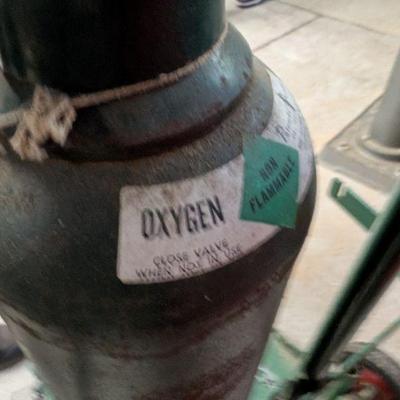 OXYGEN
CLOSE VALVE
WHEN NOT IN USE
NON
FLAMMABLE